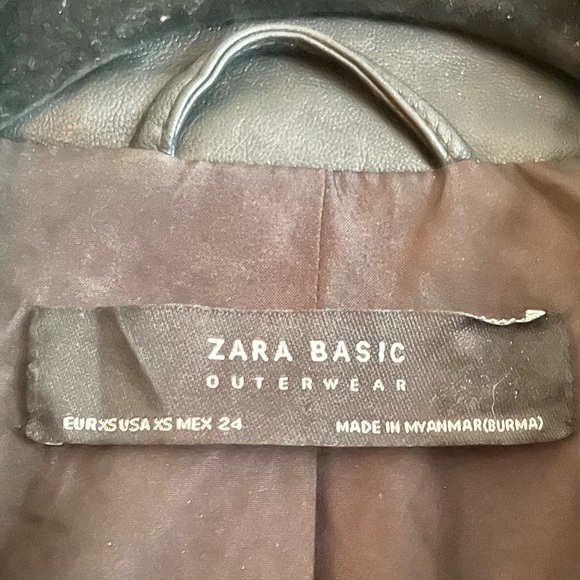 ZARA BASIC
OUTERWEAR
EUR XS USA XS MEX 24 MADE IN MYANMAR(BURMA)